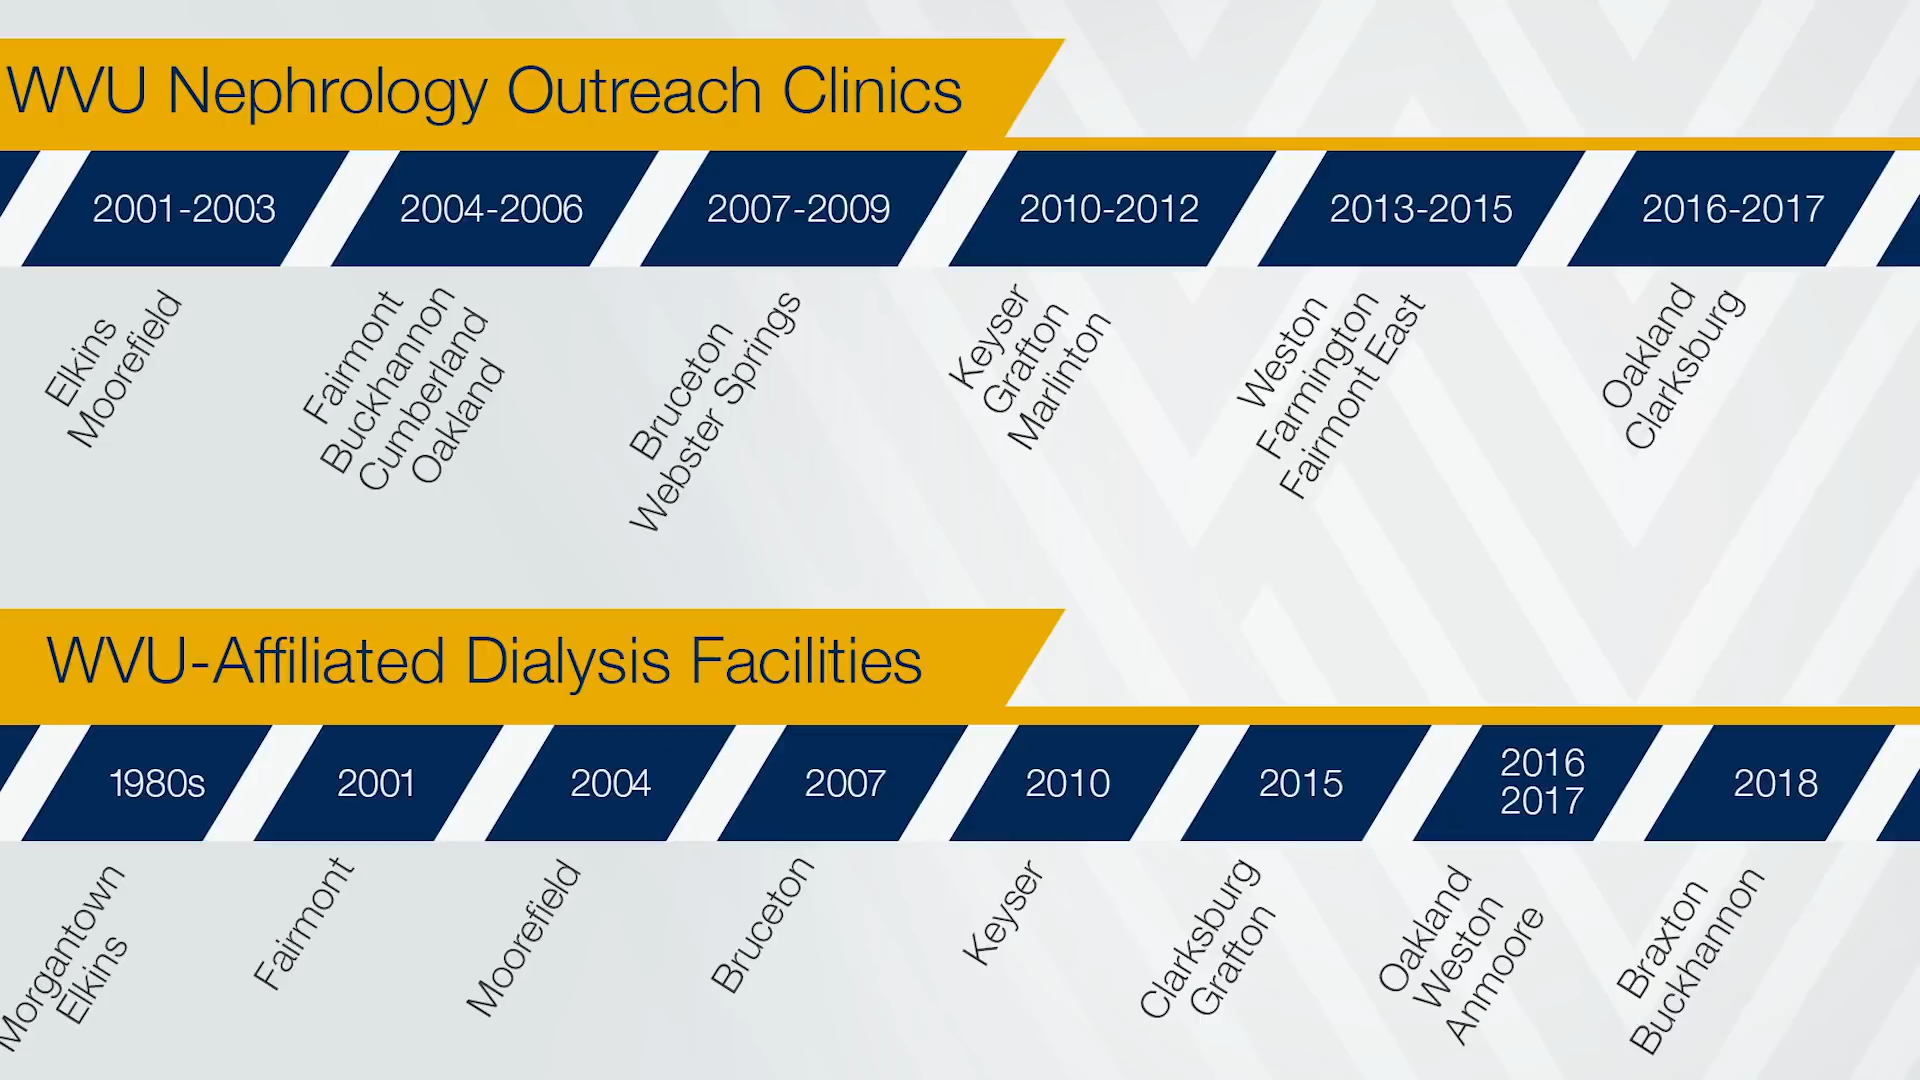 WVU Nephrology Outreach Clinics
2001-2003
2004-2006
2007-2009
2010-2012
2013-2015
2016-2017
Elkins
Moorefield
Fairmont
Buckhannon
Cumberland
Oakland
Bruceton
Webster Springs
Keyser
Grafton
Marlinton
Weston
Farmington
Fairmont East
Oakland
Clarksburg
WVU-Affiliated Dialysis Facilities
1980s
2001
2004
2007
2010
2015
2016
2017
2018
Morgantown
Elkins
Fairmont
Moorefield
Bruceton
Keyser
Clarksburg
Grafton
Oakland
Weston
Anmoore
Braxton
Buckhannon